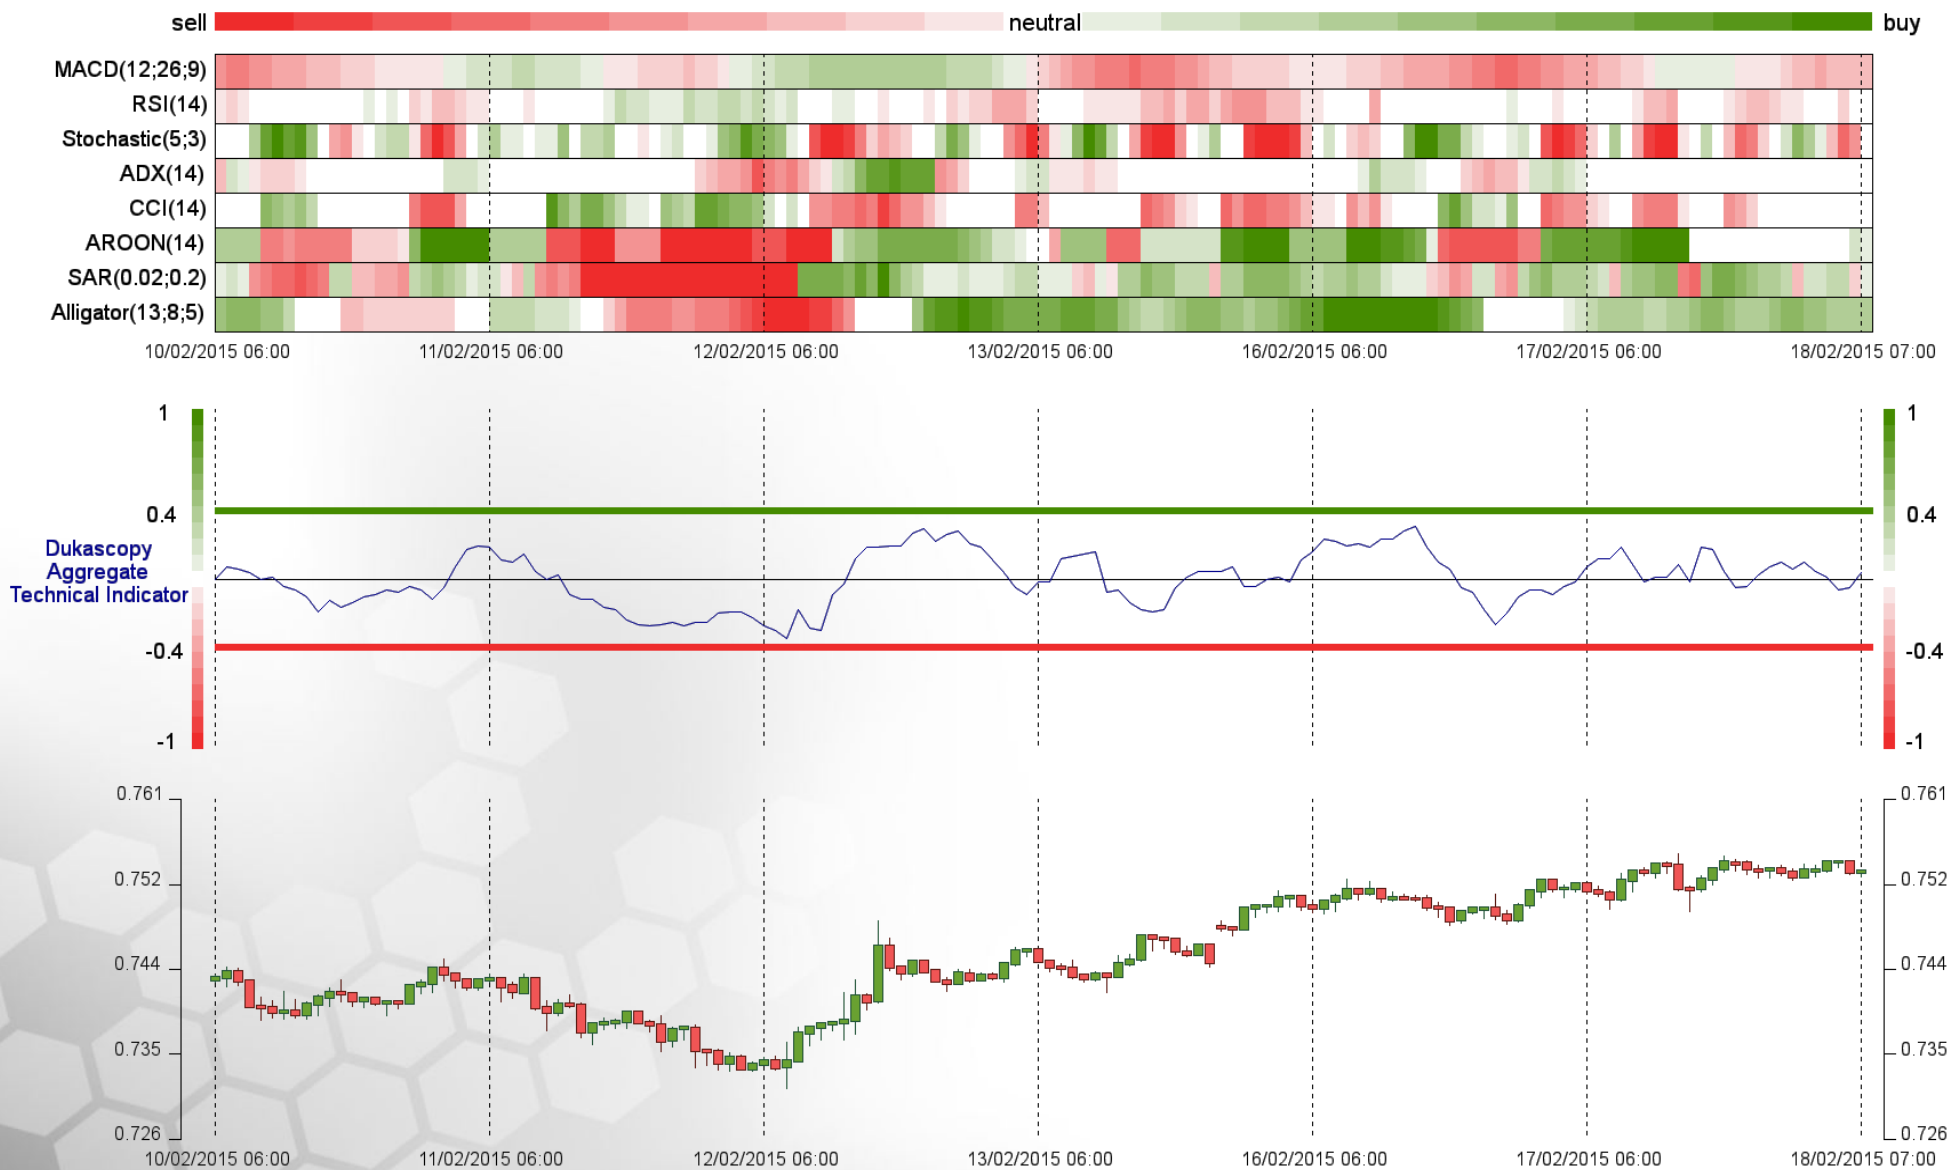 sell neutral buy
MACD(12;26;9)
RSI(14)
Stochastic(5;3)
ADX(14)
CCI(14)
AROON(14)
SAR(0.02;0.2)
Alligator(13;8;5)
10/02/2015 06:00 11/02/2015 06:00 12/02/2015 06:00 13/02/2015 06:00 16/02/2015 06:00 17/02/2015 06:00 18/02/2015 07:00
1 1
0.4 0.4
Dukascopy
Aggregate
Technical Indicator
-0.4 -0.4
-1 -1
0.761 0.761
0.752 0.752
0.744 0.744
0.735 0.735
0.726 0.726
10/02/2015 06:00 11/02/2015 06:00 12/02/2015 06:00 13/02/2015 06:00 16/02/2015 06:00 17/02/2015 06:00 18/02/2015 07:00